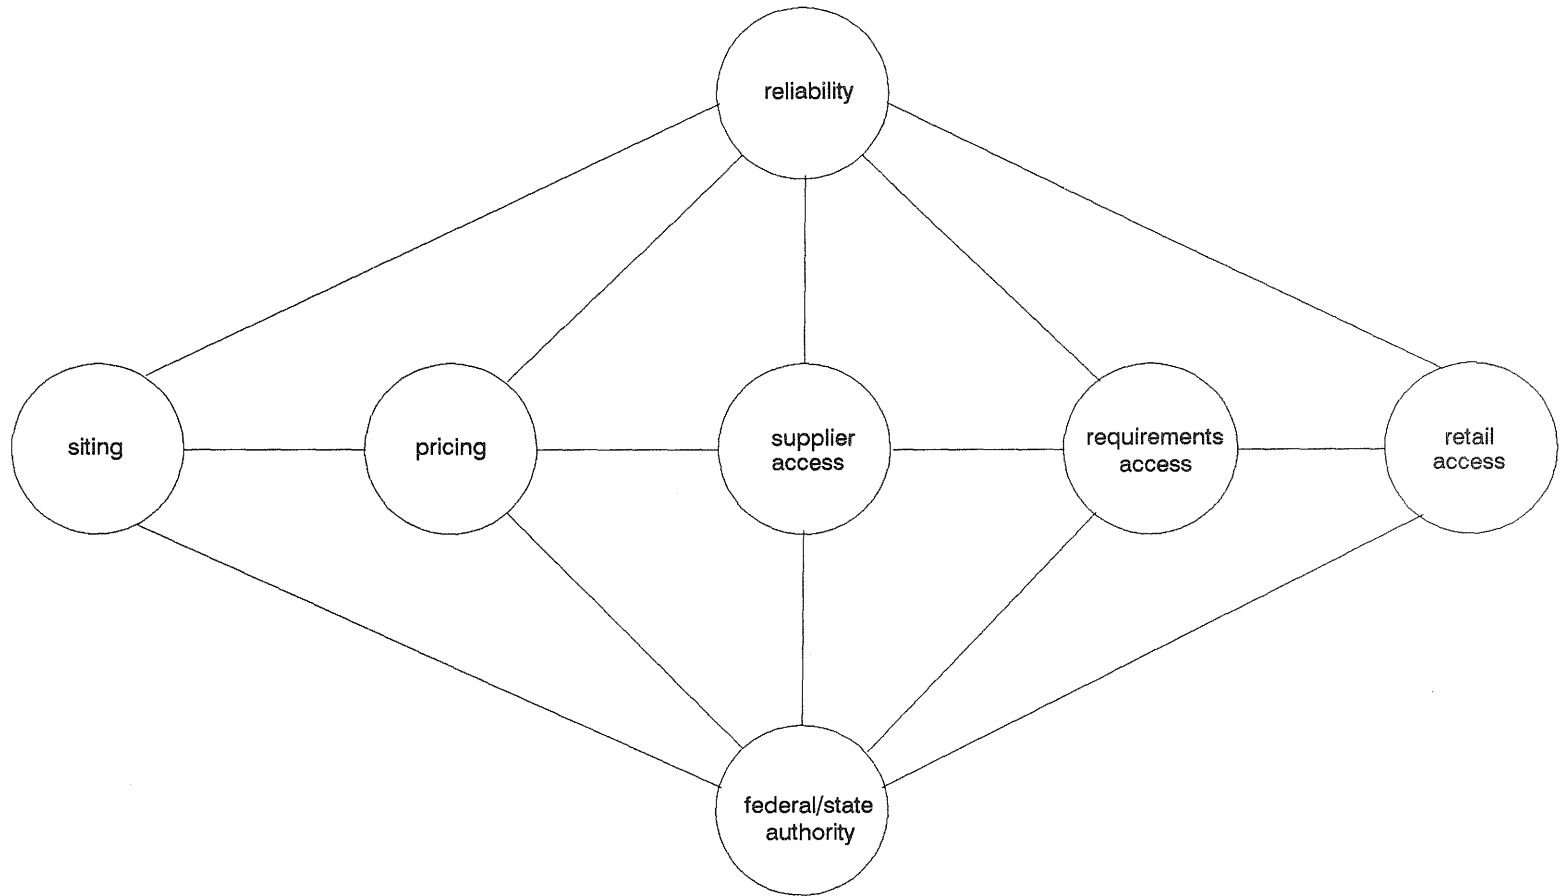 reliability
siting
pricing
supplier
access
requirements
access
retail
access
federal/state
authority